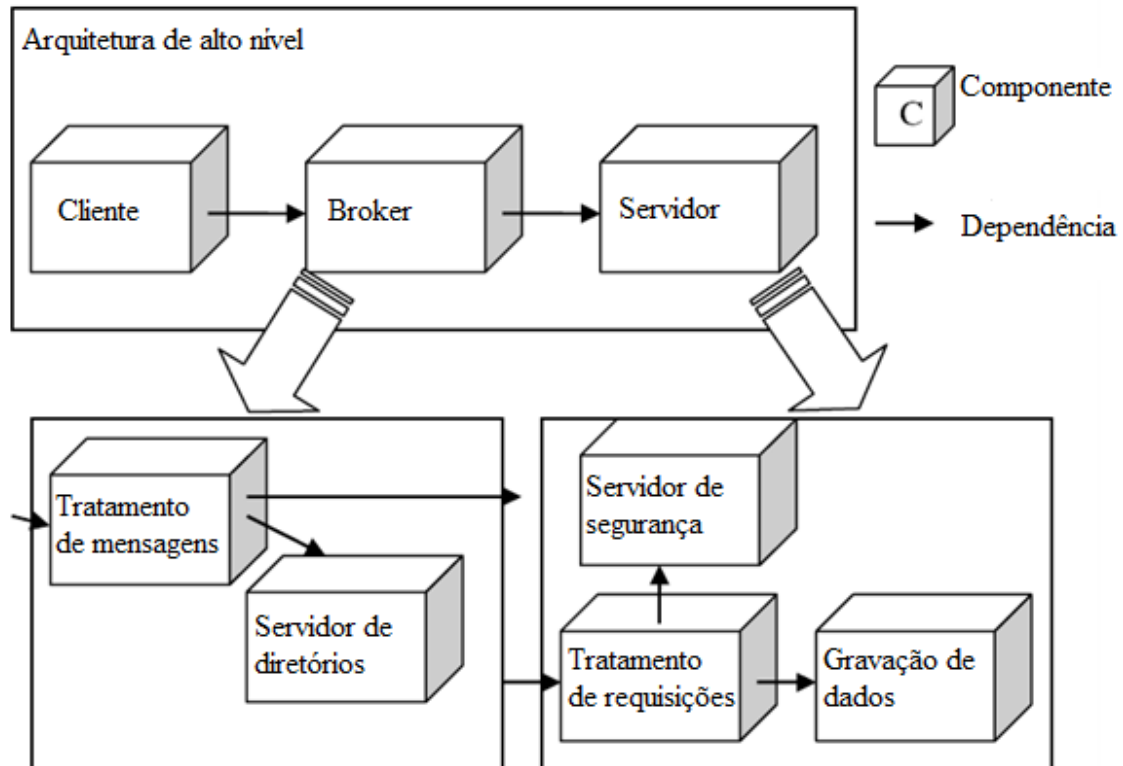 Arquitetura de alto nível
Componente
C
Cliente
Broker
Servidor
Dependência
Tratamento
de mensagens
Servidor de
diretórios
Servidor de
segurança
Tratamento
de requisições
Gravação de
dados